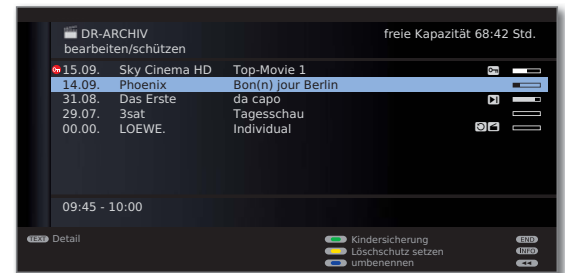 DR-ARCHIV freie Kapazität 68:42 Std.
bearbeiten/schützen
15.09. Sky Cinema HD Top-Movie 1
14.09. Phoenix Bon(n) jour Berlin
31.08. Das Erste da capo
29.07. 3sat Tagesschau
00.00. LOEWE. Individual
09:45 - 10:00
TEXT Detail Kindersicherung END
Löschschutz setzen INFO
umbenennen